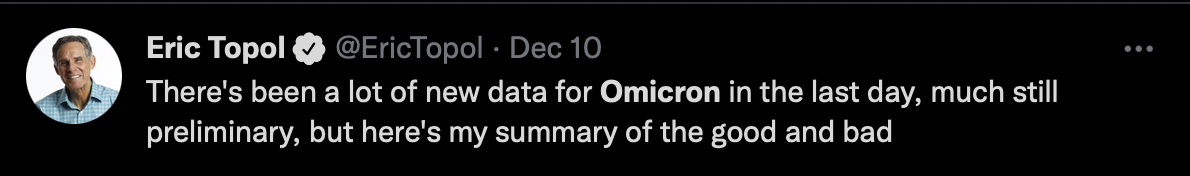 Eric Topol @EricTopol · Dec 10
There's been a lot of new data for Omicron in the last day, much still
preliminary, but here's my summary of the good and bad